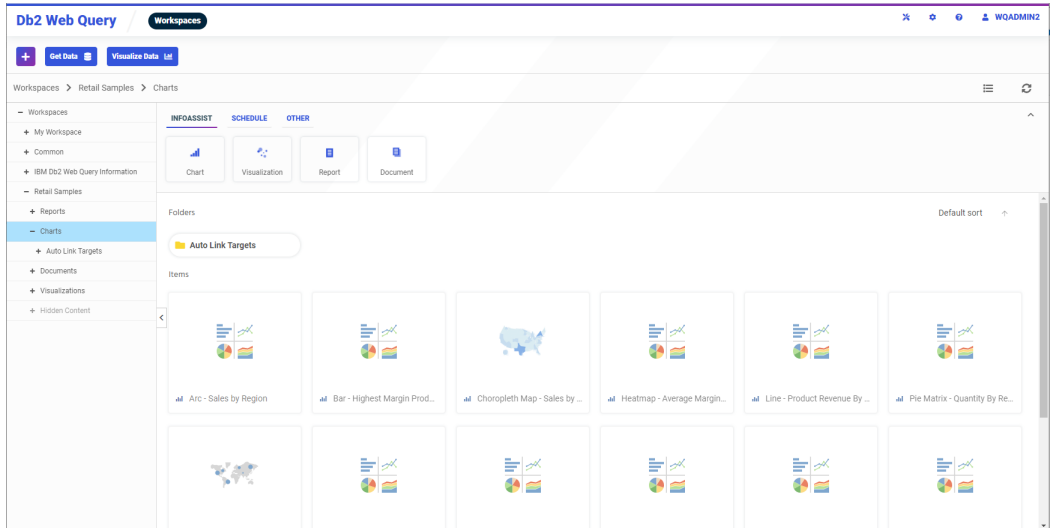 Db2 Web Query Workspaces WQADMIN2
Get Data Visualize Data
Workspaces > Retail Samples > Charts
Workspaces
My Workspace
Common
IBM Db2 Web Query Information
Retail Samples
Reports
Charts
Auto Link Targets
Documents
Visualizations
Hidden Content
INFOASSIST SCHEDULE OTHER
Chart Visualization Report Document
Folders Default sort
Auto Link Targets
Items
Arc - Sales by Region Bar - Highest Margin Prod... Choropleth Map - Sales by ... Heatmap - Average Margin... Line - Product Revenue By ... Pie Matrix - Quantity By Re...